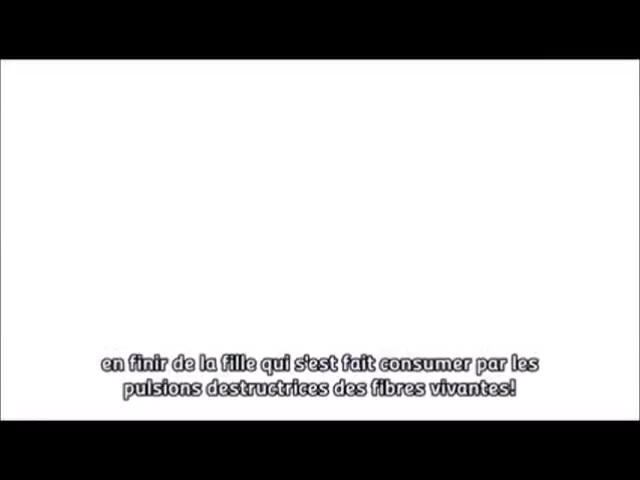 en finir de la fille qui s'est fait consumer par les
pulsions destructrices des fibres vivantes!